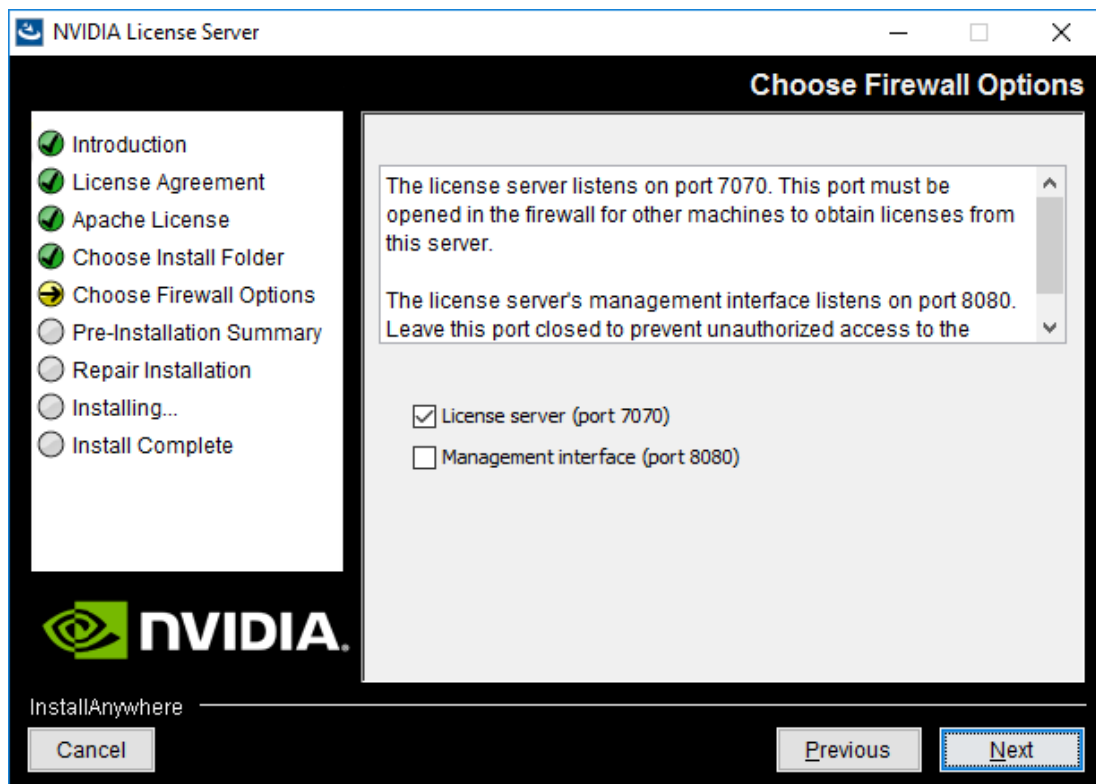 NVIDIA License Server
Choose Firewall Options
Introduction
License Agreement
Apache License
Choose Install Folder
Choose Firewall Options
Pre-Installation Summary
Repair Installation
Installing...
Install Complete
The license server listens on port 7070. This port must be
opened in the firewall for other machines to obtain licenses from
this server.
The license server's management interface listens on port 8080.
Leave this port closed to prevent unauthorized access to the
License server (port 7070)
Management interface (port 8080)
NVIDIA.
InstallAnywhere
Cancel
Previous
Next